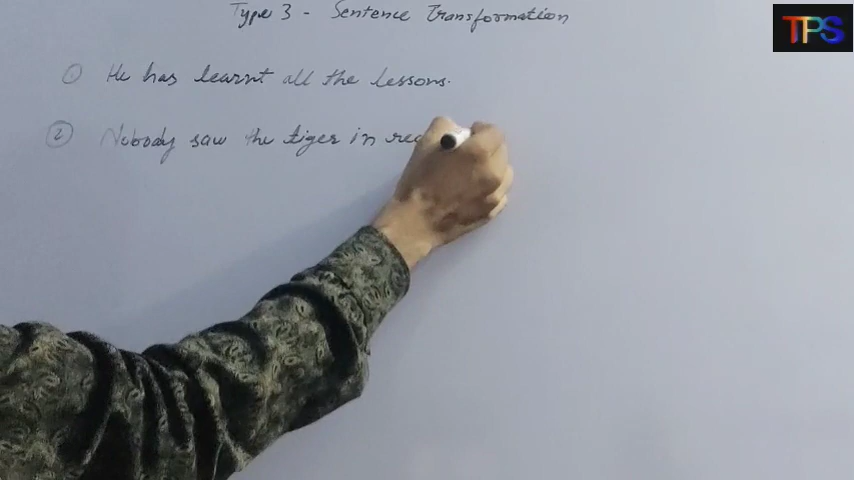 Type 3 - Sentence Transformation
TPS
① He has learnt all the lessons.
② Nobody saw the tiger in